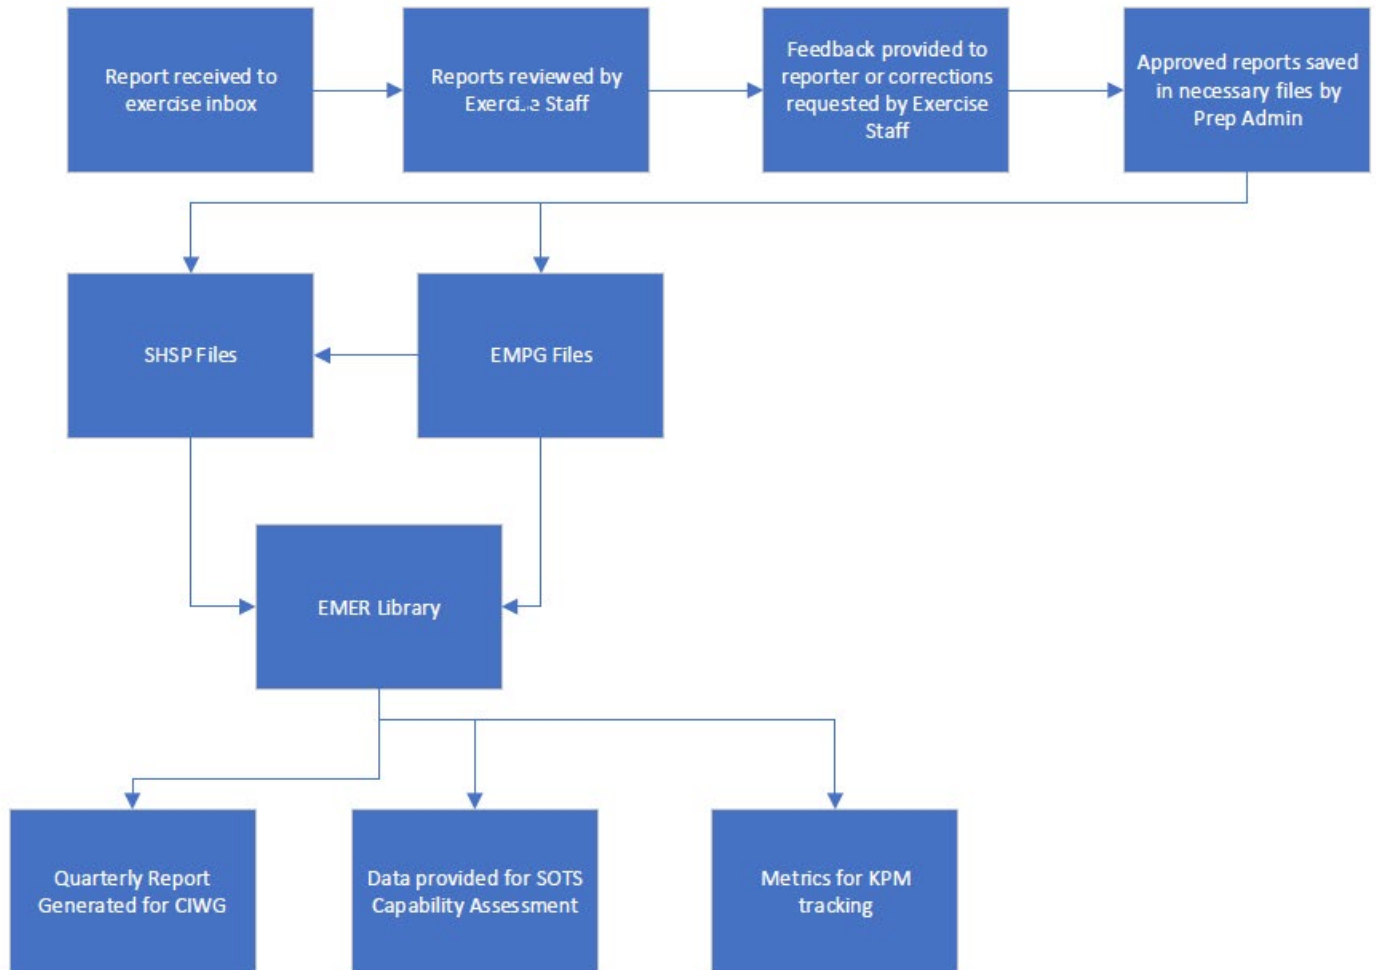 Report received to
exercise inbox
Reports reviewed by
Exercise Staff
Feedback provided to
reporter or corrections
requested by Exercise
Staff
Approved reports saved
in necessary files by
Prep Admin
SHSP Files
EMPG Files
EMER Library
Quarterly Report
Generated for CIWG
Data provided for SOTS
Capability Assessment
Metrics for KPM
tracking